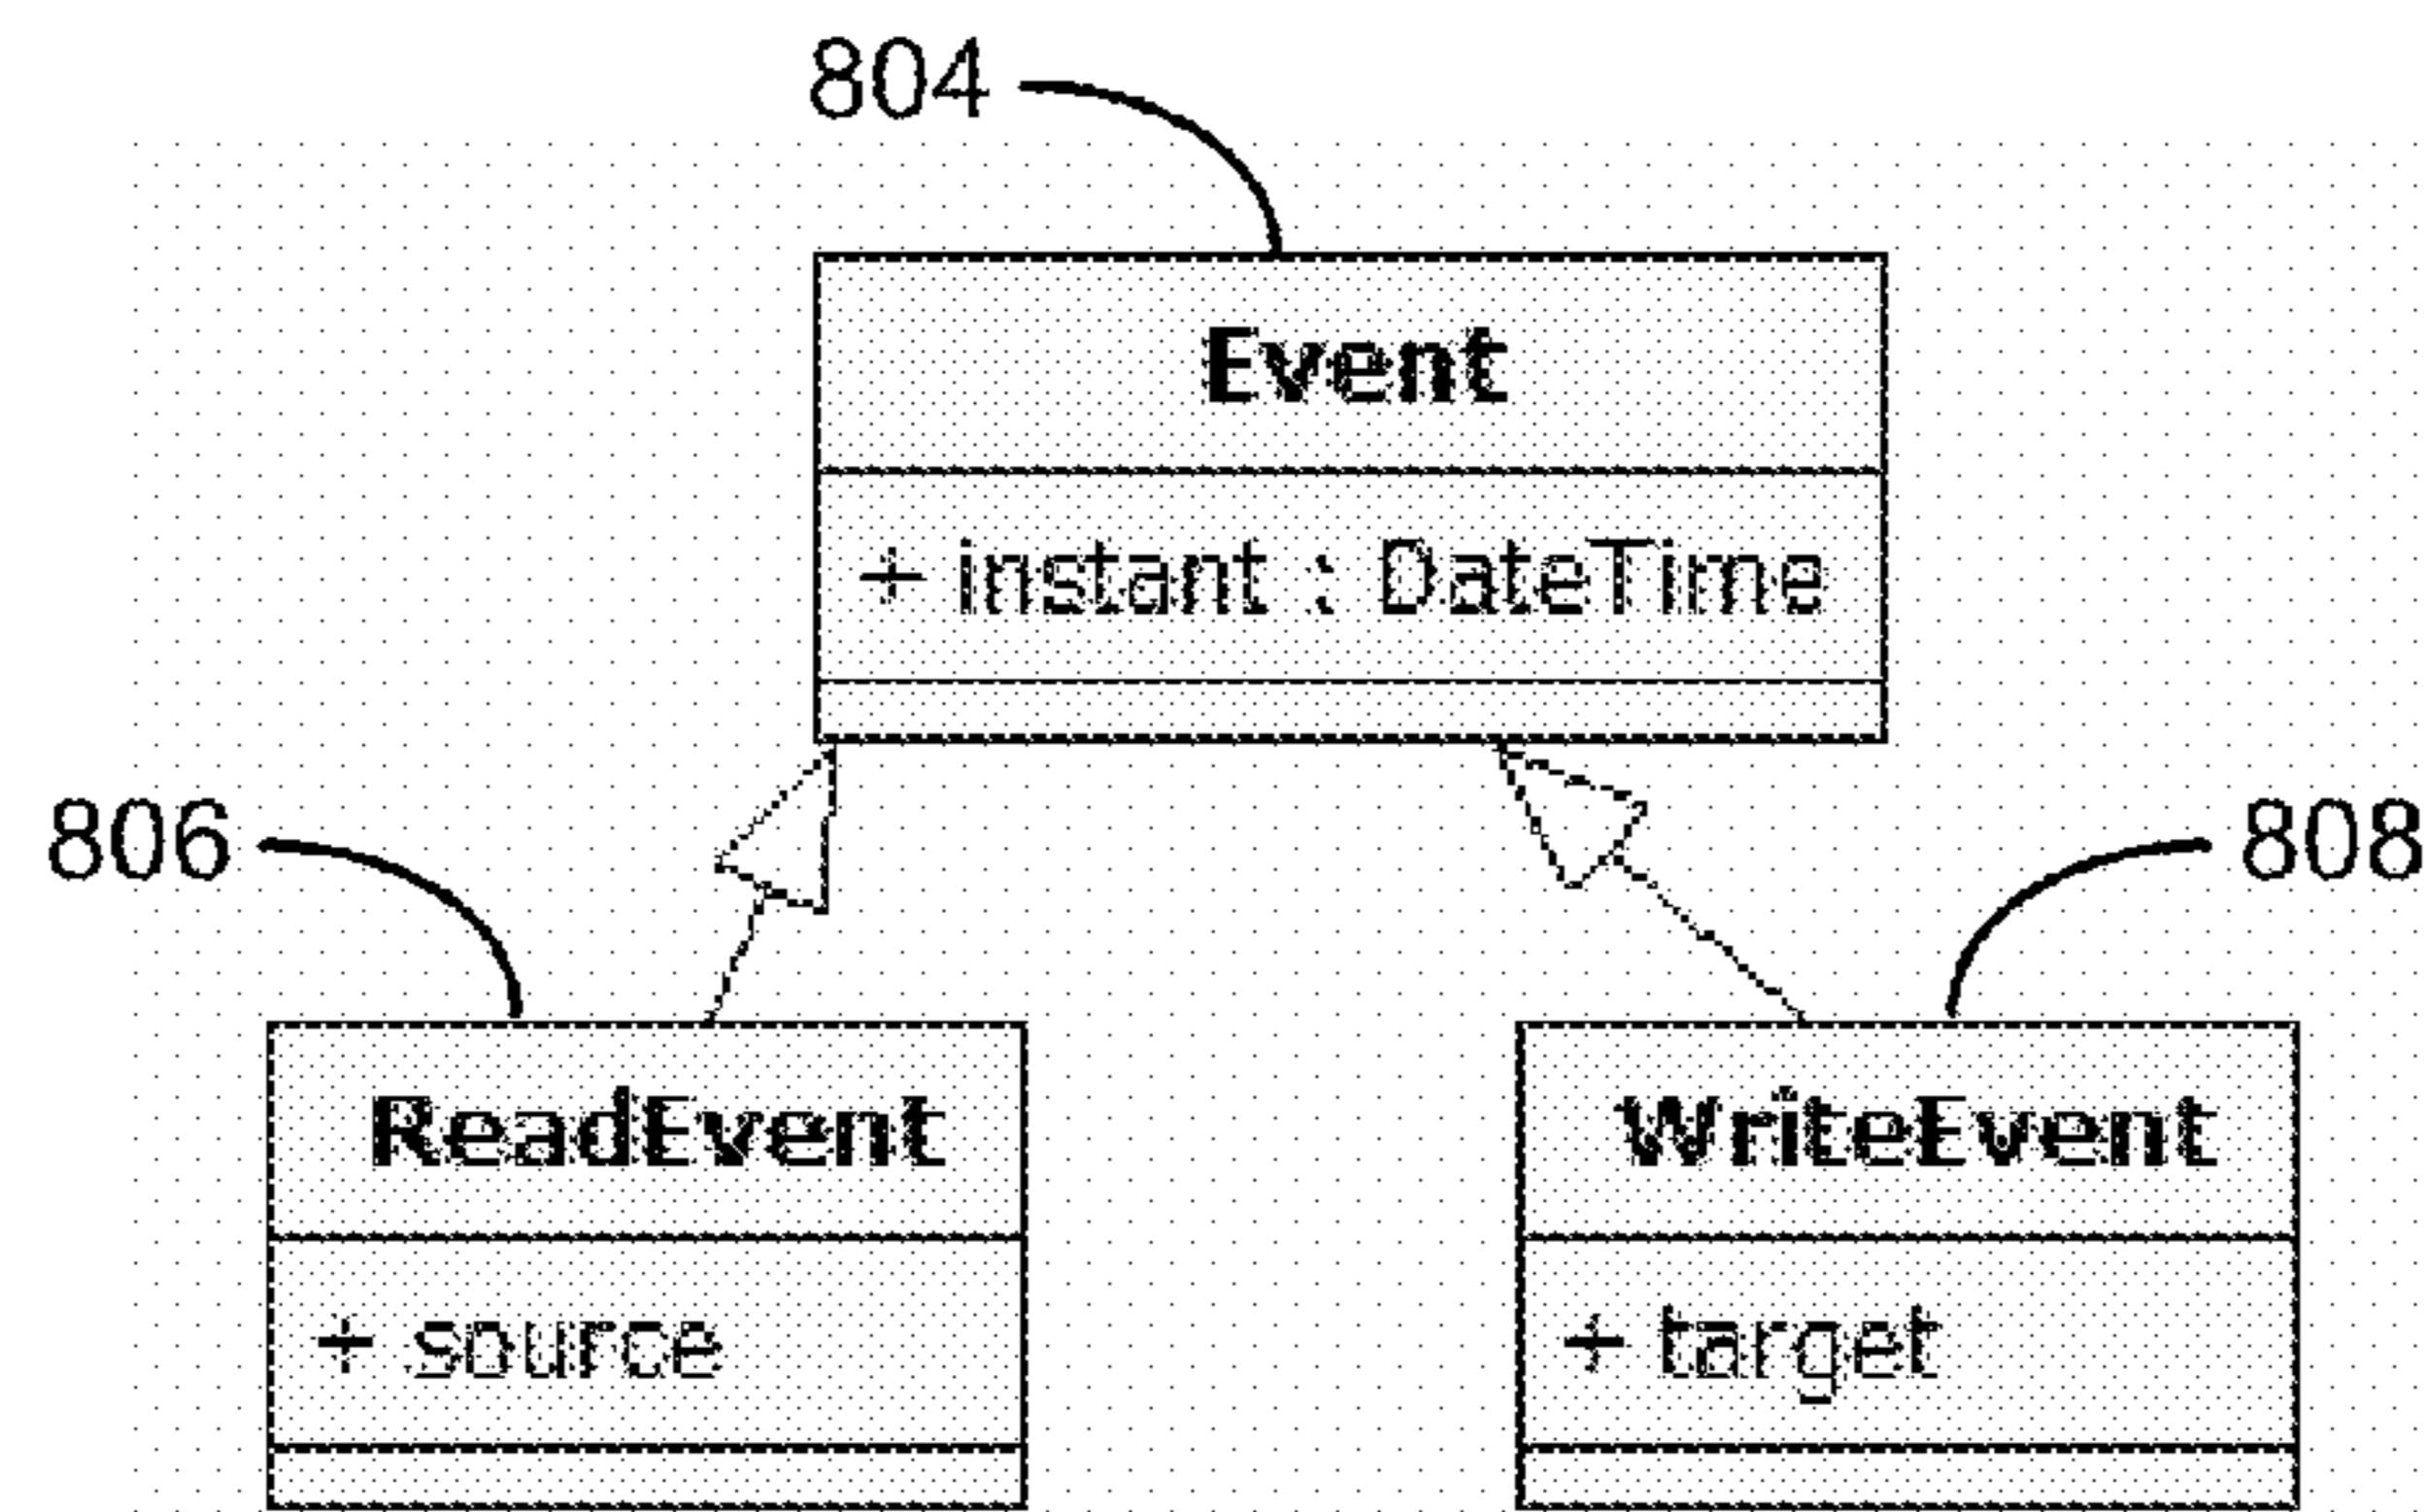 804
Event
+ instant : DateTime
806
808
ReadEvent
WriteEvent
+ source
+ target